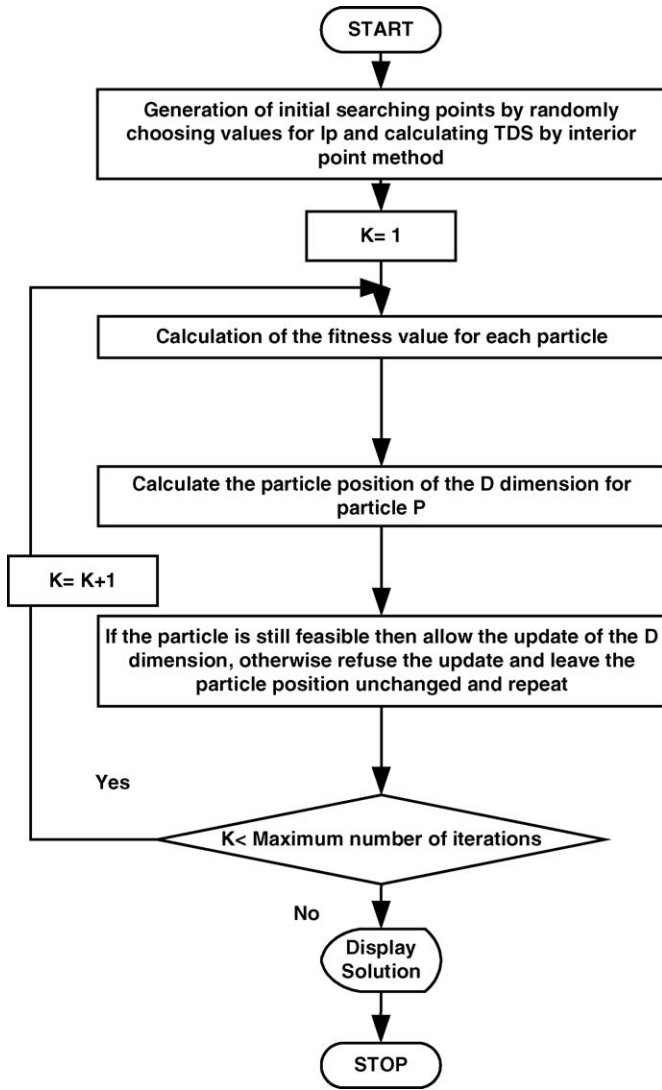 START
Generation of initial searching points by randomly
choosing values for Ip and calculating TDS by interior
point method
K= 1
Calculation of the fitness value for each particle
Calculate the particle position of the D dimension for
particle P
K= K+1
If the particle is still feasible then allow the update of the D
dimension, otherwise refuse the update and leave the
particle position unchanged and repeat
Yes
K< Maximum number of iterations
No
Display
Solution
STOP